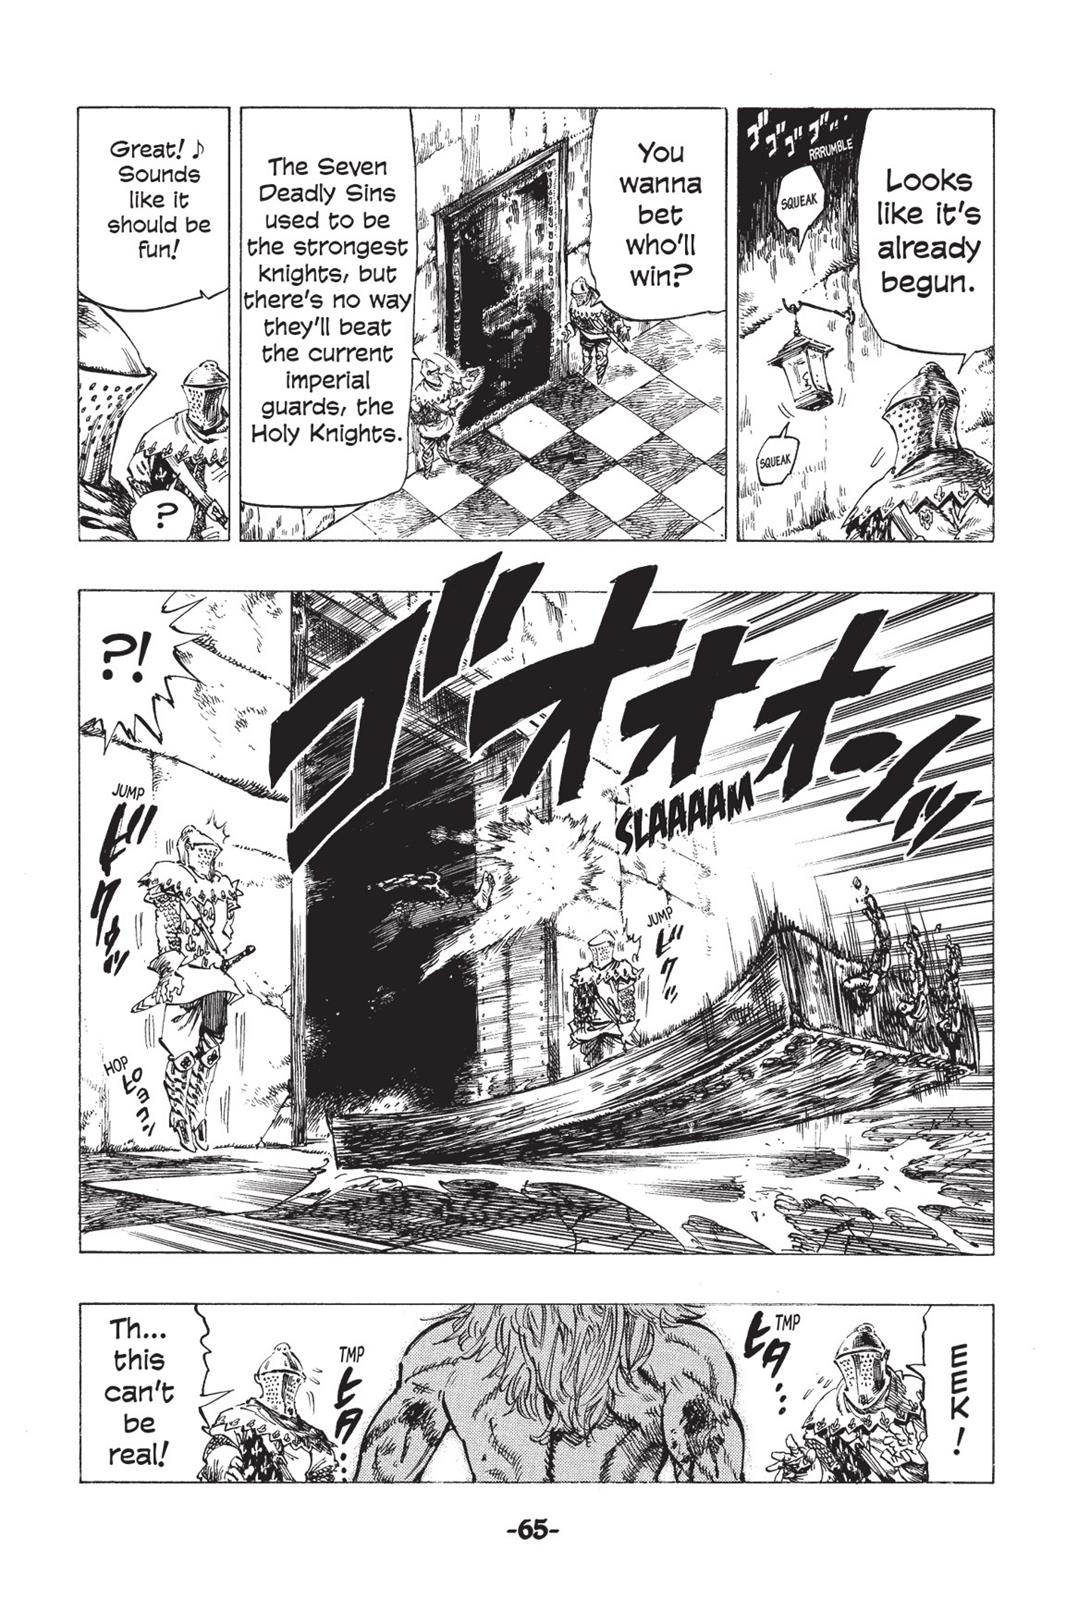 ゴゴゴゴ...
RRRUMBLE
SQUEAK
Looks
like it's
already
begun.
SQUEAK
You
wanna
bet
who'll
win?
The Seven
Deadly Sins
used to be
the strongest
knights, but
there's no way
they'll beat
the current
imperial
guards, the
Holy Knights.
Great! ♪
Sounds
like it
should be
fun!
?
ゴオオオンッ
SLAAAAAM
JUMP
ビクッ
?!
JUMP
ビクゥッ
HOP
ピョコン
EEK!
TMP
ヒタ...
TMP
ヒタ...
Th...
this
can't
be
real!
-65-